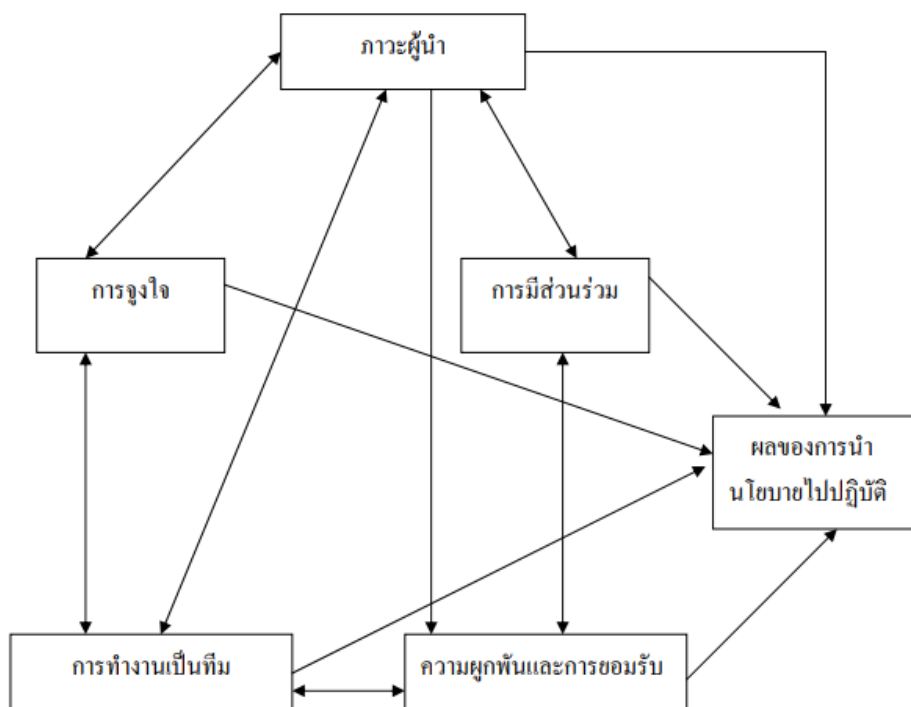 ภาวะผู้นำ
การจูงใจ
การมีส่วนร่วม
ผลของการนำ
นโยบายไปปฏิบัติ
การทำงานเป็นทีม
ความผูกพันและการยอมรับ